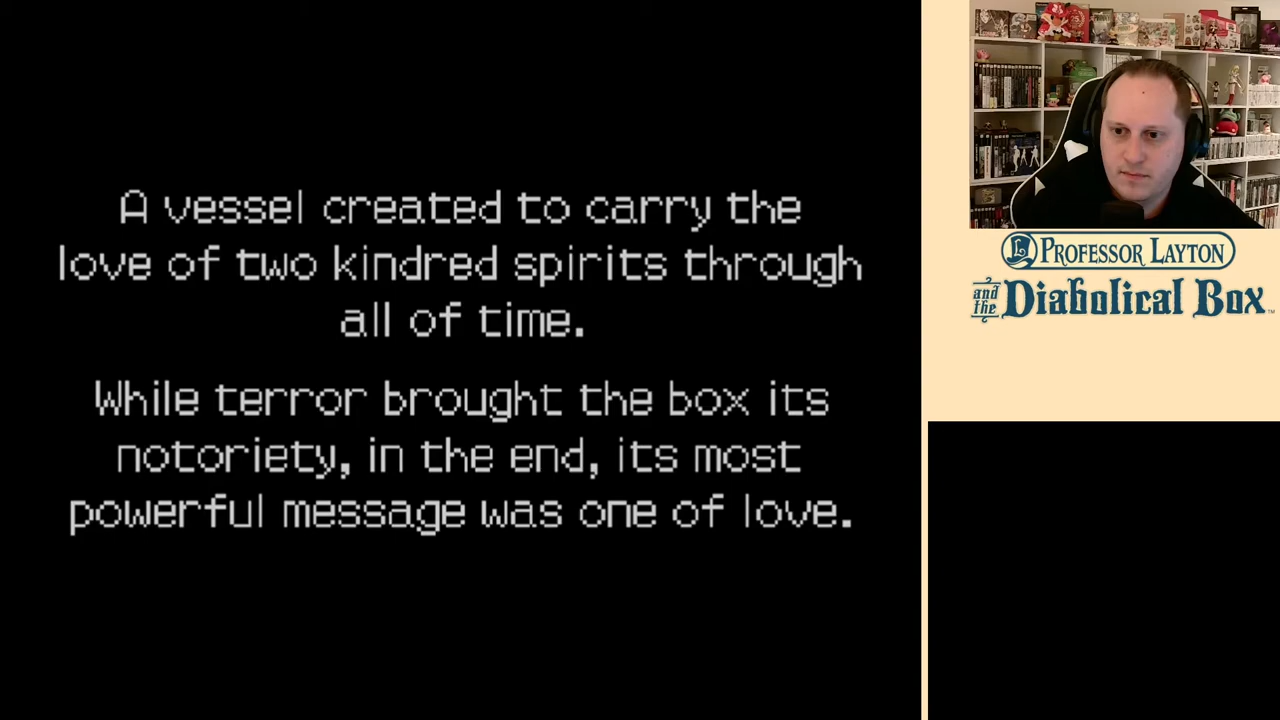 A vessel created to carry the
love of two kindred spirits through
all of time.
While terror brought the box its
notoriety, in the end, its most
powerful message was one of love.
PROFESSOR LAYTON
and the Diabolical Box™